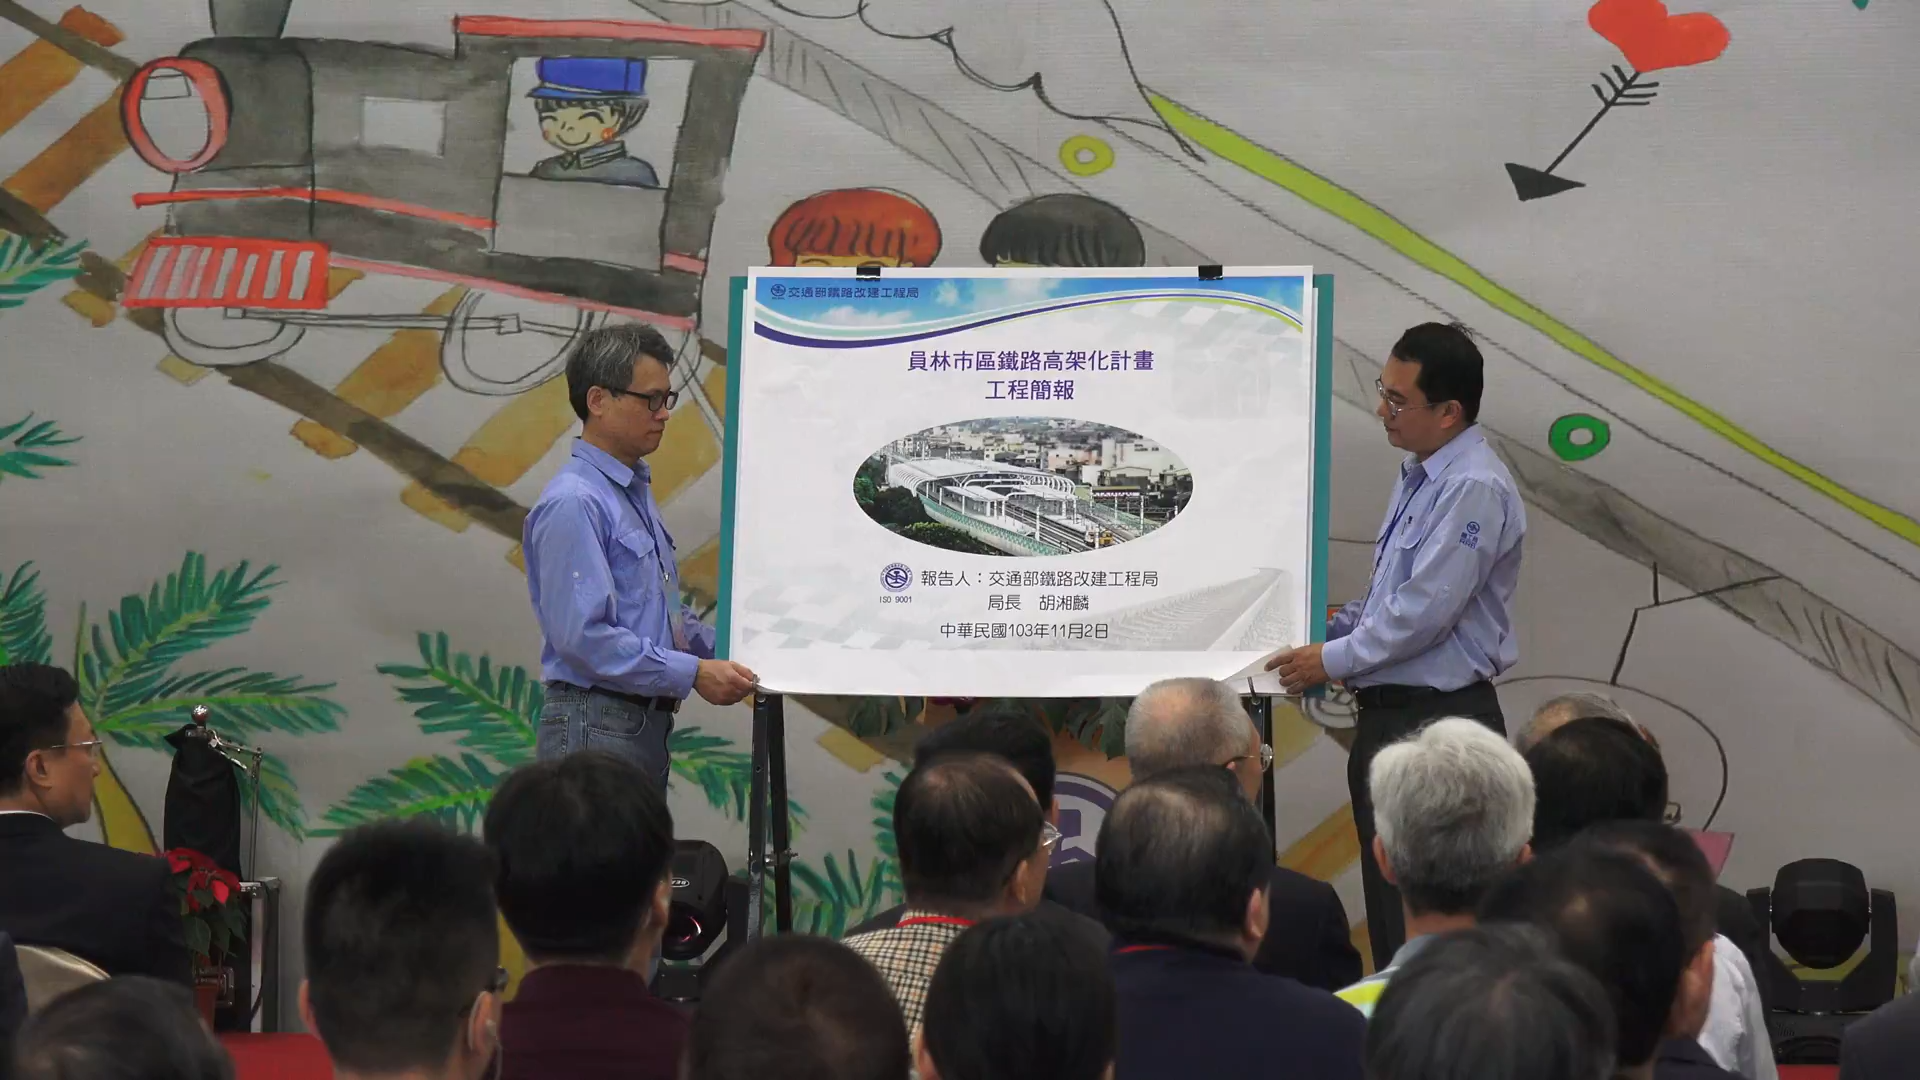 交通部鐵路改建工程局
員林市區鐵路高架化計畫
工程簡報
ISO 9001
報告人：交通部鐵路改建工程局
局長 胡湘麟
中華民國103年11月2日